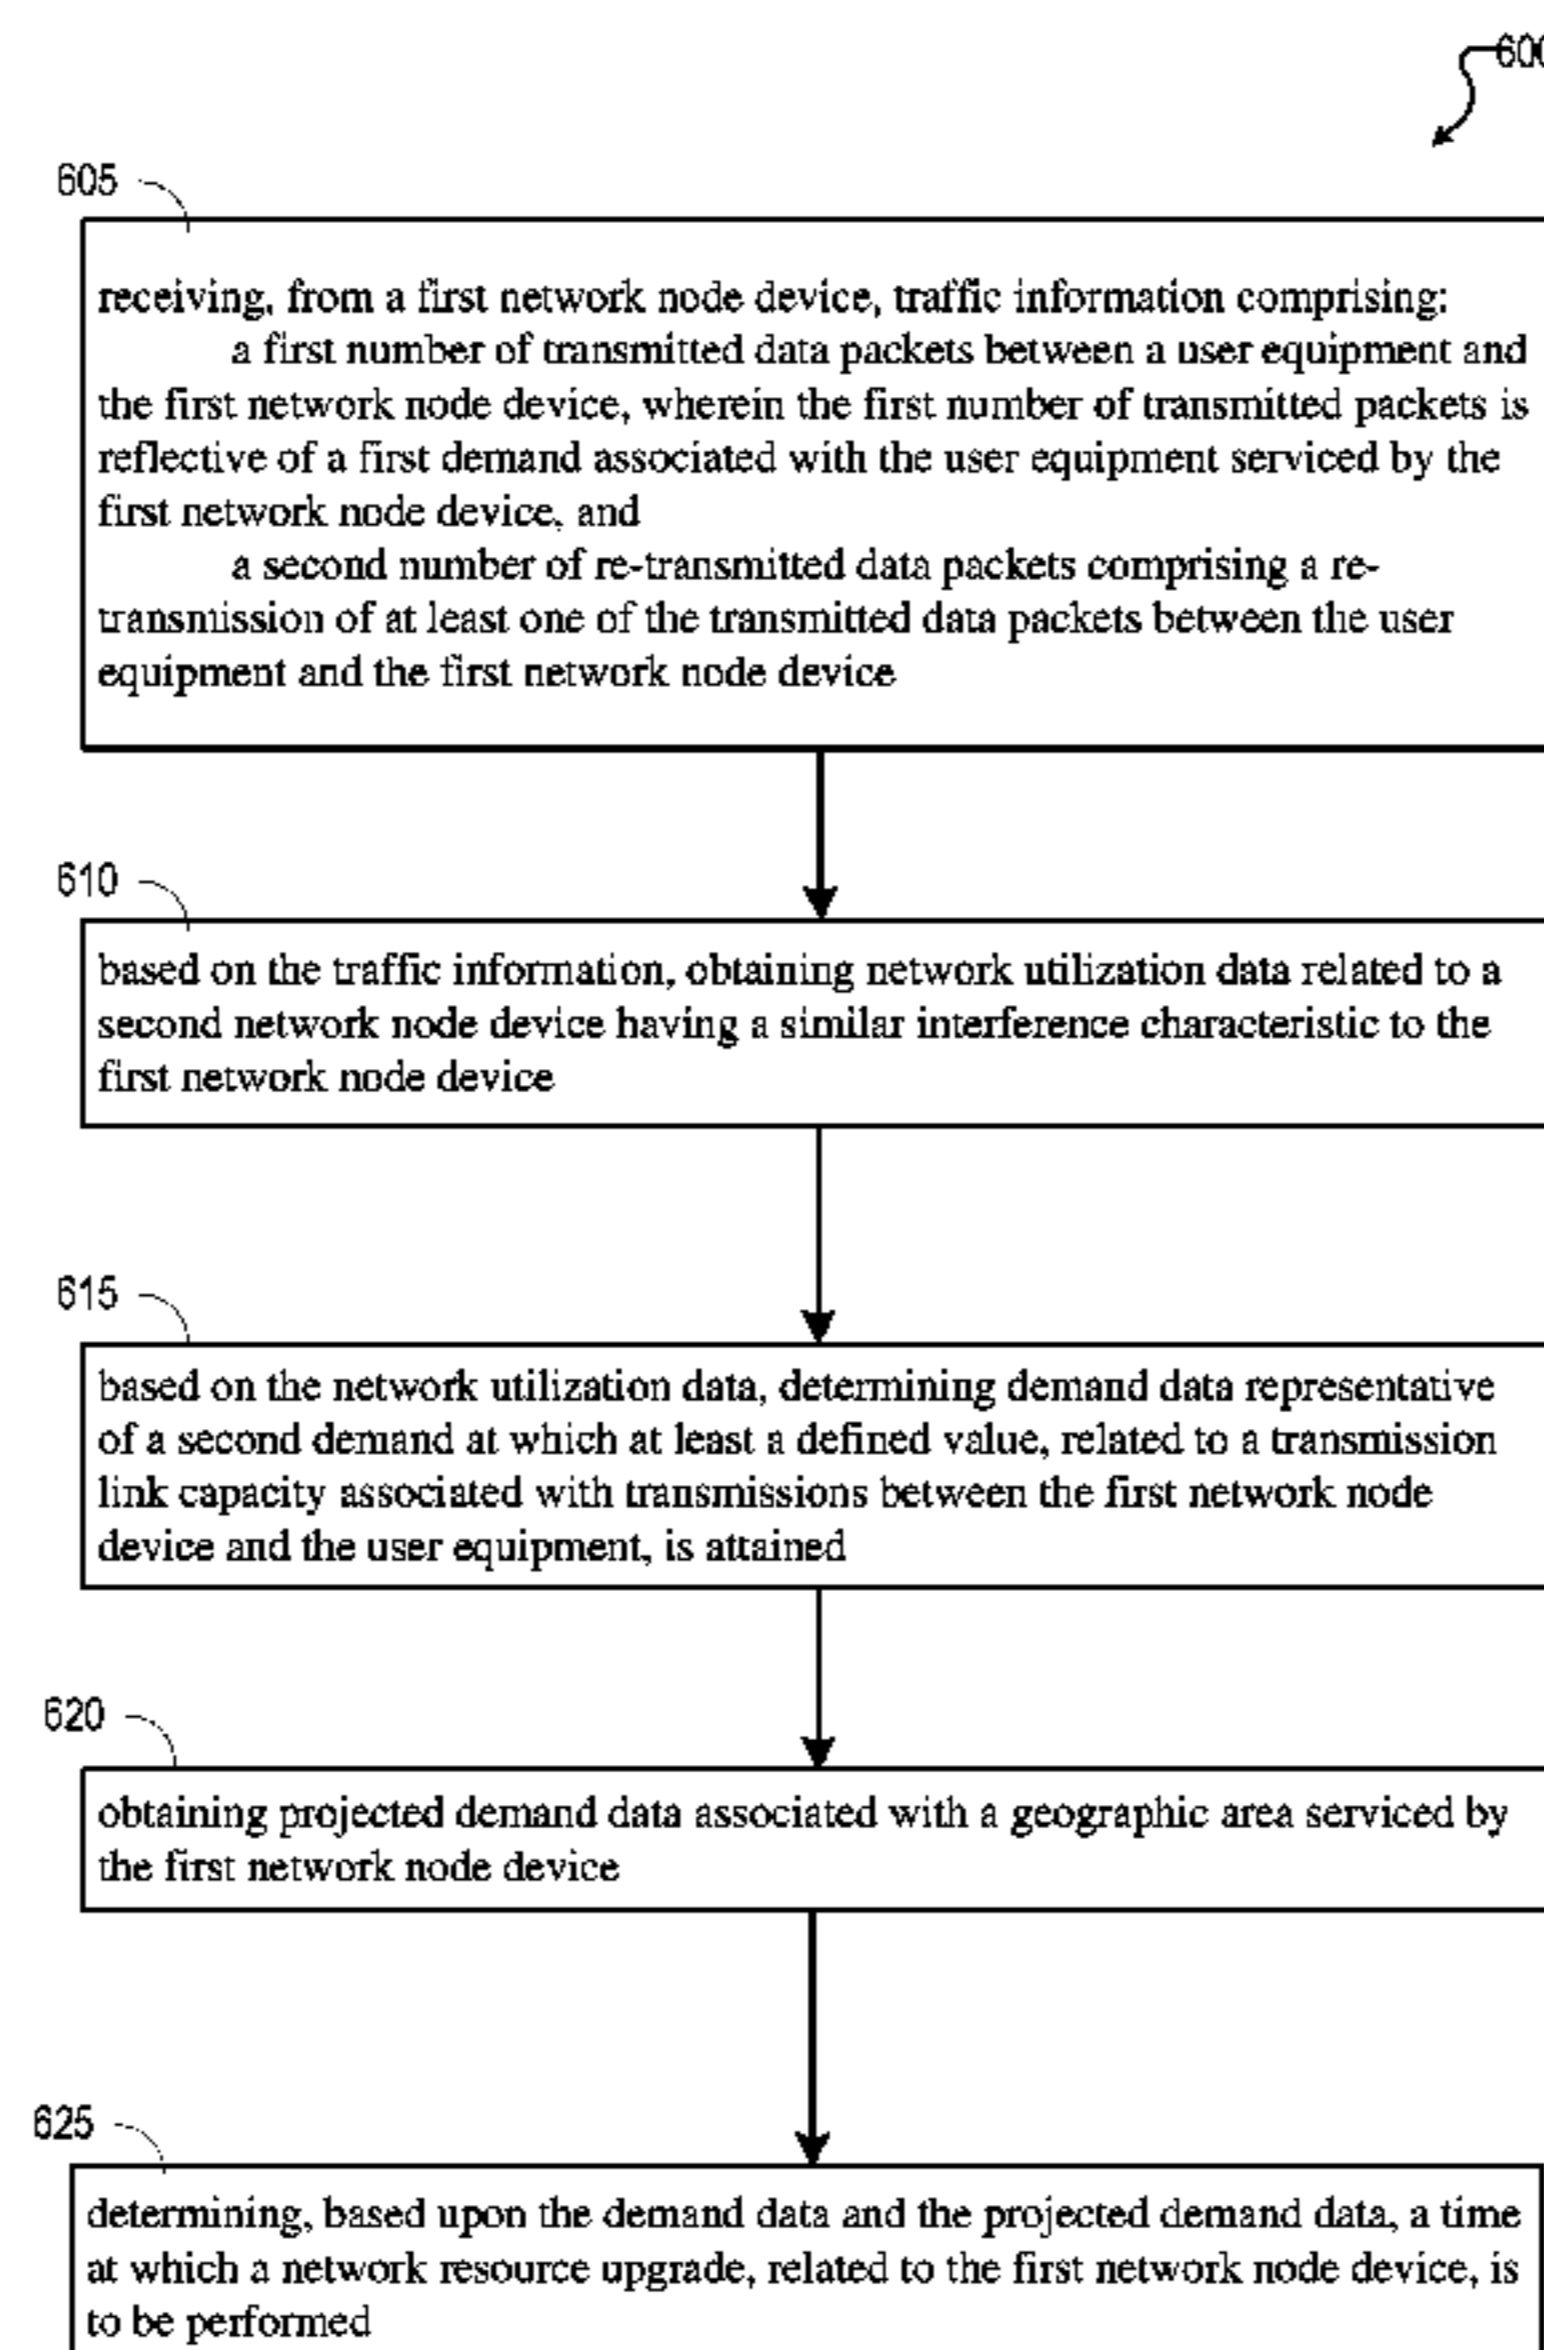 600
605
receiving, from a first network node device, traffic information comprising:
a first number of transmitted data packets between a user equipment and
the first network node device, wherein the first number of transmitted packets is
reflective of a first demand associated with the user equipment serviced by the
first network node device, and
a second number of re-transmitted data packets comprising a re-
transmission of at least one of the transmitted data packets between the user
equipment and the first network node device
610
based on the traffic information, obtaining network utilization data related to a
second network node device having a similar interference characteristic to the
first network node device
615
based on the network utilization data, determining demand data representative
of a second demand at which at least a defined value, related to a transmission
link capacity associated with transmissions between the first network node
device and the user equipment, is attained
620
obtaining projected demand data associated with a geographic area serviced by
the first network node device
625
determining, based upon the demand data and the projected demand data, a time
at which a network resource upgrade, related to the first network node device, is
to be performed